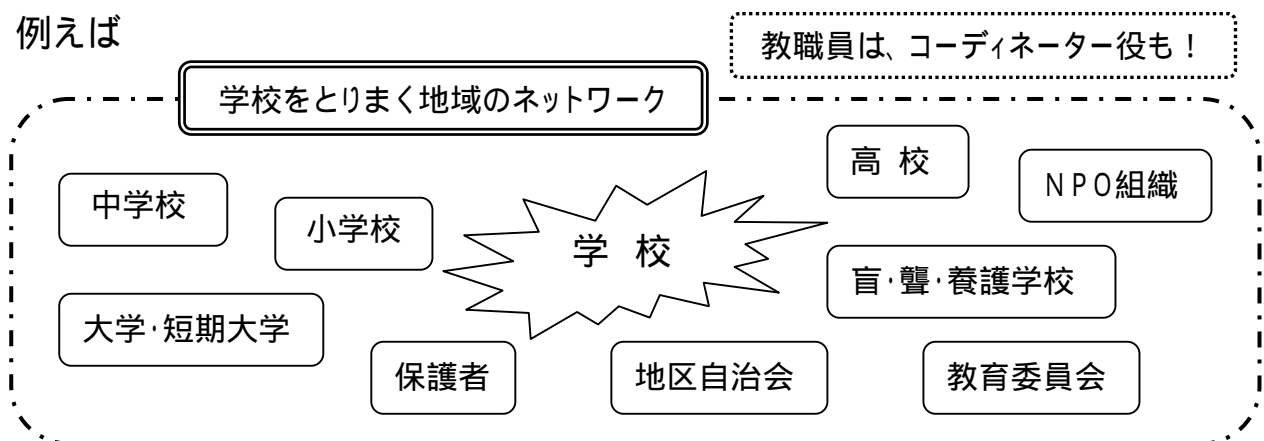 例えば
教職員は、コーディネーター役も！
学校をとりまく地域のネットワーク
高 校
NPO組織
中学校
小学校
学 校
盲・聾・養護学校
大学・短期大学
保護者
地区自治会
教育委員会